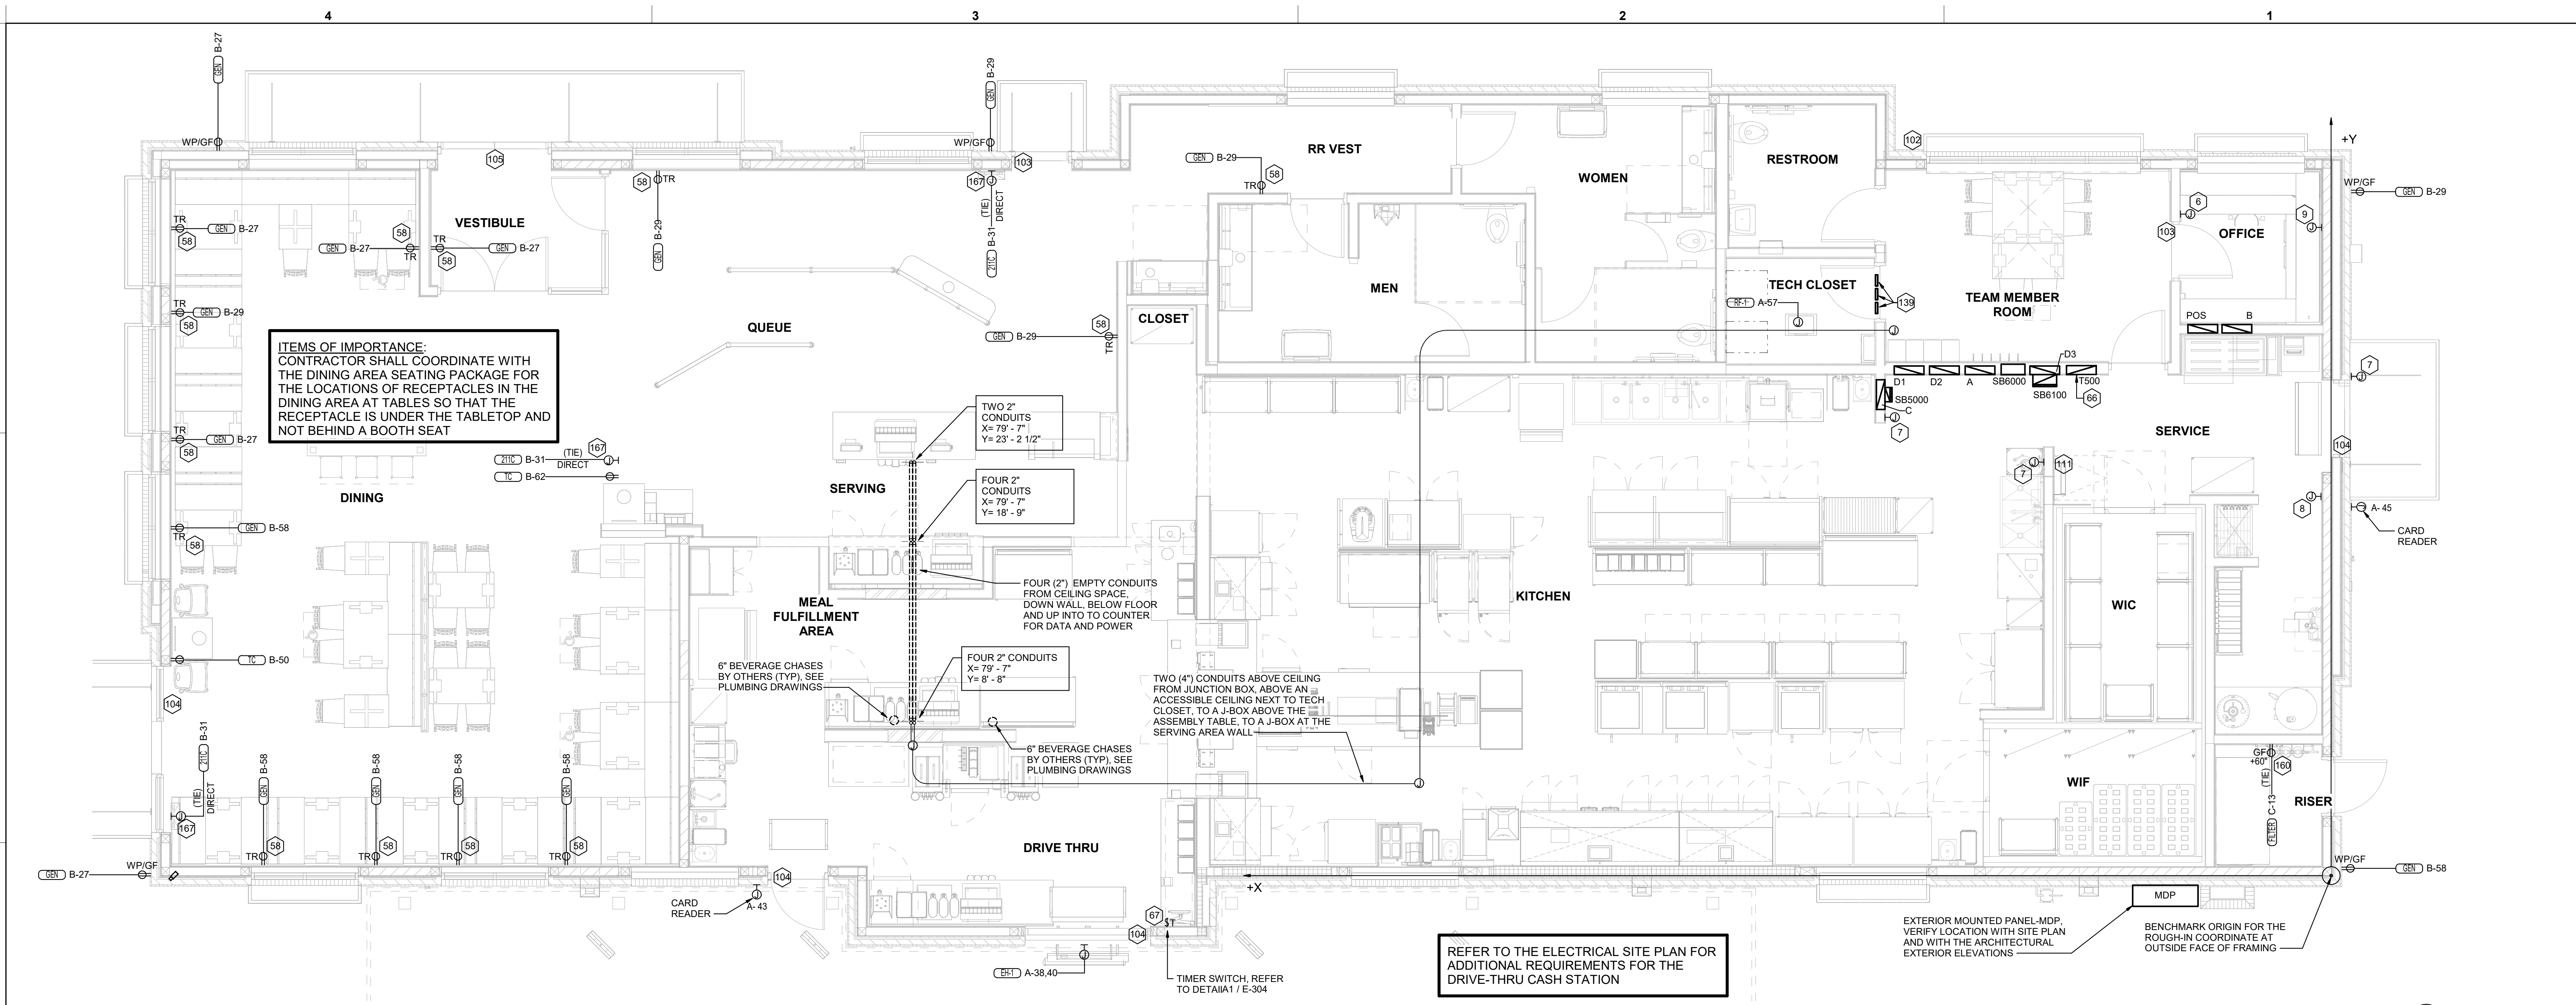 4
3
2
1
GEN B-27
WP/GF
GEN B-29
WP/GF
105
103
102
+Y
WP/GF
GEN B-29
RR VEST
GEN B-29
58
TR
WOMEN
RESTROOM
58
TR
GEN B-29
167
(TIE)
DIRECT
211C B-31
VESTIBULE
TR
GEN B-27
58
GEN B-27
58
TR
TR
GEN B-27
58
6
9
OFFICE
103
MEN
TECH CLOSET
RF-1 A-57
139
TEAM MEMBER
ROOM
TR
GEN B-29
58
QUEUE
CLOSET
GEN B-29
58
TR
POS
B
ITEMS OF IMPORTANCE:
CONTRACTOR SHALL COORDINATE WITH
THE DINING AREA SEATING PACKAGE FOR
THE LOCATIONS OF RECEPTACLES IN THE
DINING AREA AT TABLES SO THAT THE
RECEPTACLE IS UNDER THE TABLETOP AND
NOT BEHIND A BOOTH SEAT
D3
7
D1
D2
A
SB6000
SB6100
T500
66
SB5000
C
7
TWO 2"
CONDUITS
X= 79' - 7"
Y= 23' - 2 1/2"
TR
GEN B-27
58
SERVICE
104
167
211C B-31
(TIE)
DIRECT
TC B-62
7
111
FOUR 2"
CONDUITS
X= 79' - 7"
Y= 18' - 9"
DINING
SERVING
8
A- 45
CARD
READER
GEN B-58
TR
58
FOUR (2") EMPTY CONDUITS
FROM CEILING SPACE,
DOWN WALL, BELOW FLOOR
AND UP INTO TO COUNTER
FOR DATA AND POWER
MEAL
FULFILLMENT
AREA
KITCHEN
WIC
TC B-50
6" BEVERAGE CHASES
BY OTHERS (TYP), SEE
PLUMBING DRAWINGS
FOUR 2" CONDUITS
X= 79' - 7"
Y= 8' - 8"
TWO (4") CONDUITS ABOVE CEILING
FROM JUNCTION BOX, ABOVE AN
ACCESSIBLE CEILING NEXT TO TECH
CLOSET, TO A J-BOX ABOVE THE
ASSEMBLY TABLE, TO A J-BOX AT THE
SERVING AREA WALL
104
6" BEVERAGE CHASES
BY OTHERS (TYP), SEE
PLUMBING DRAWINGS
211C B-31
(TIE)
DIRECT
167
GEN B-58
GEN B-58
GEN B-58
GEN B-58
TR
58
TR
58
TR
58
TR
58
GF
+60"
160
(TIE)
FILTER C-13
WIF
RISER
DRIVE THRU
WP/GF
GEN B-27
104
WP/GF
GEN B-58
+X
MDP
CARD
READER
A- 43
67
$T
104
EXTERIOR MOUNTED PANEL-MDP,
VERIFY LOCATION WITH SITE PLAN
AND WITH THE ARCHITECTURAL
EXTERIOR ELEVATIONS
BENCHMARK ORIGIN FOR THE
ROUGH-IN COORDINATE AT
OUTSIDE FACE OF FRAMING
REFER TO THE ELECTRICAL SITE PLAN FOR
ADDITIONAL REQUIREMENTS FOR THE
DRIVE-THRU CASH STATION
EH-1 A-38,40
TIMER SWITCH, REFER
TO DETAIlA1 / E-304